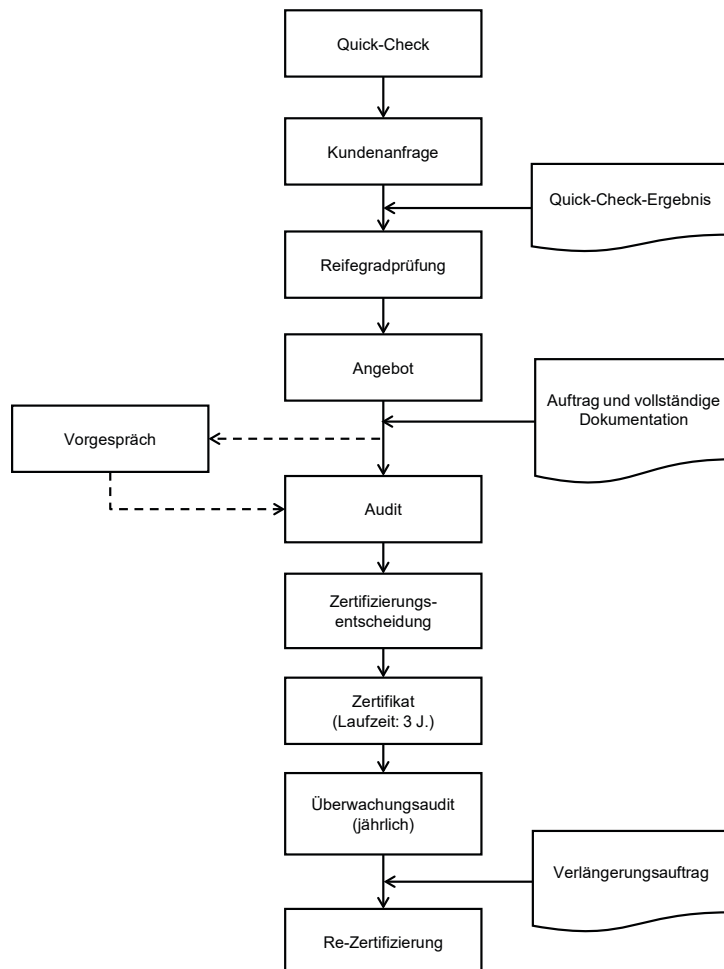 Quick-Check
Kundenanfrage
Quick-Check-Ergebnis
Reifegradprüfung
Angebot
Auftrag und vollständige
Dokumentation
Vorgespräch
Audit
Zertifizierungs-
entscheidung
Zertifikat
(Laufzeit: 3 J.)
Überwachungsaudit
(jährlich)
Verlängerungsauftrag
Re-Zertifizierung